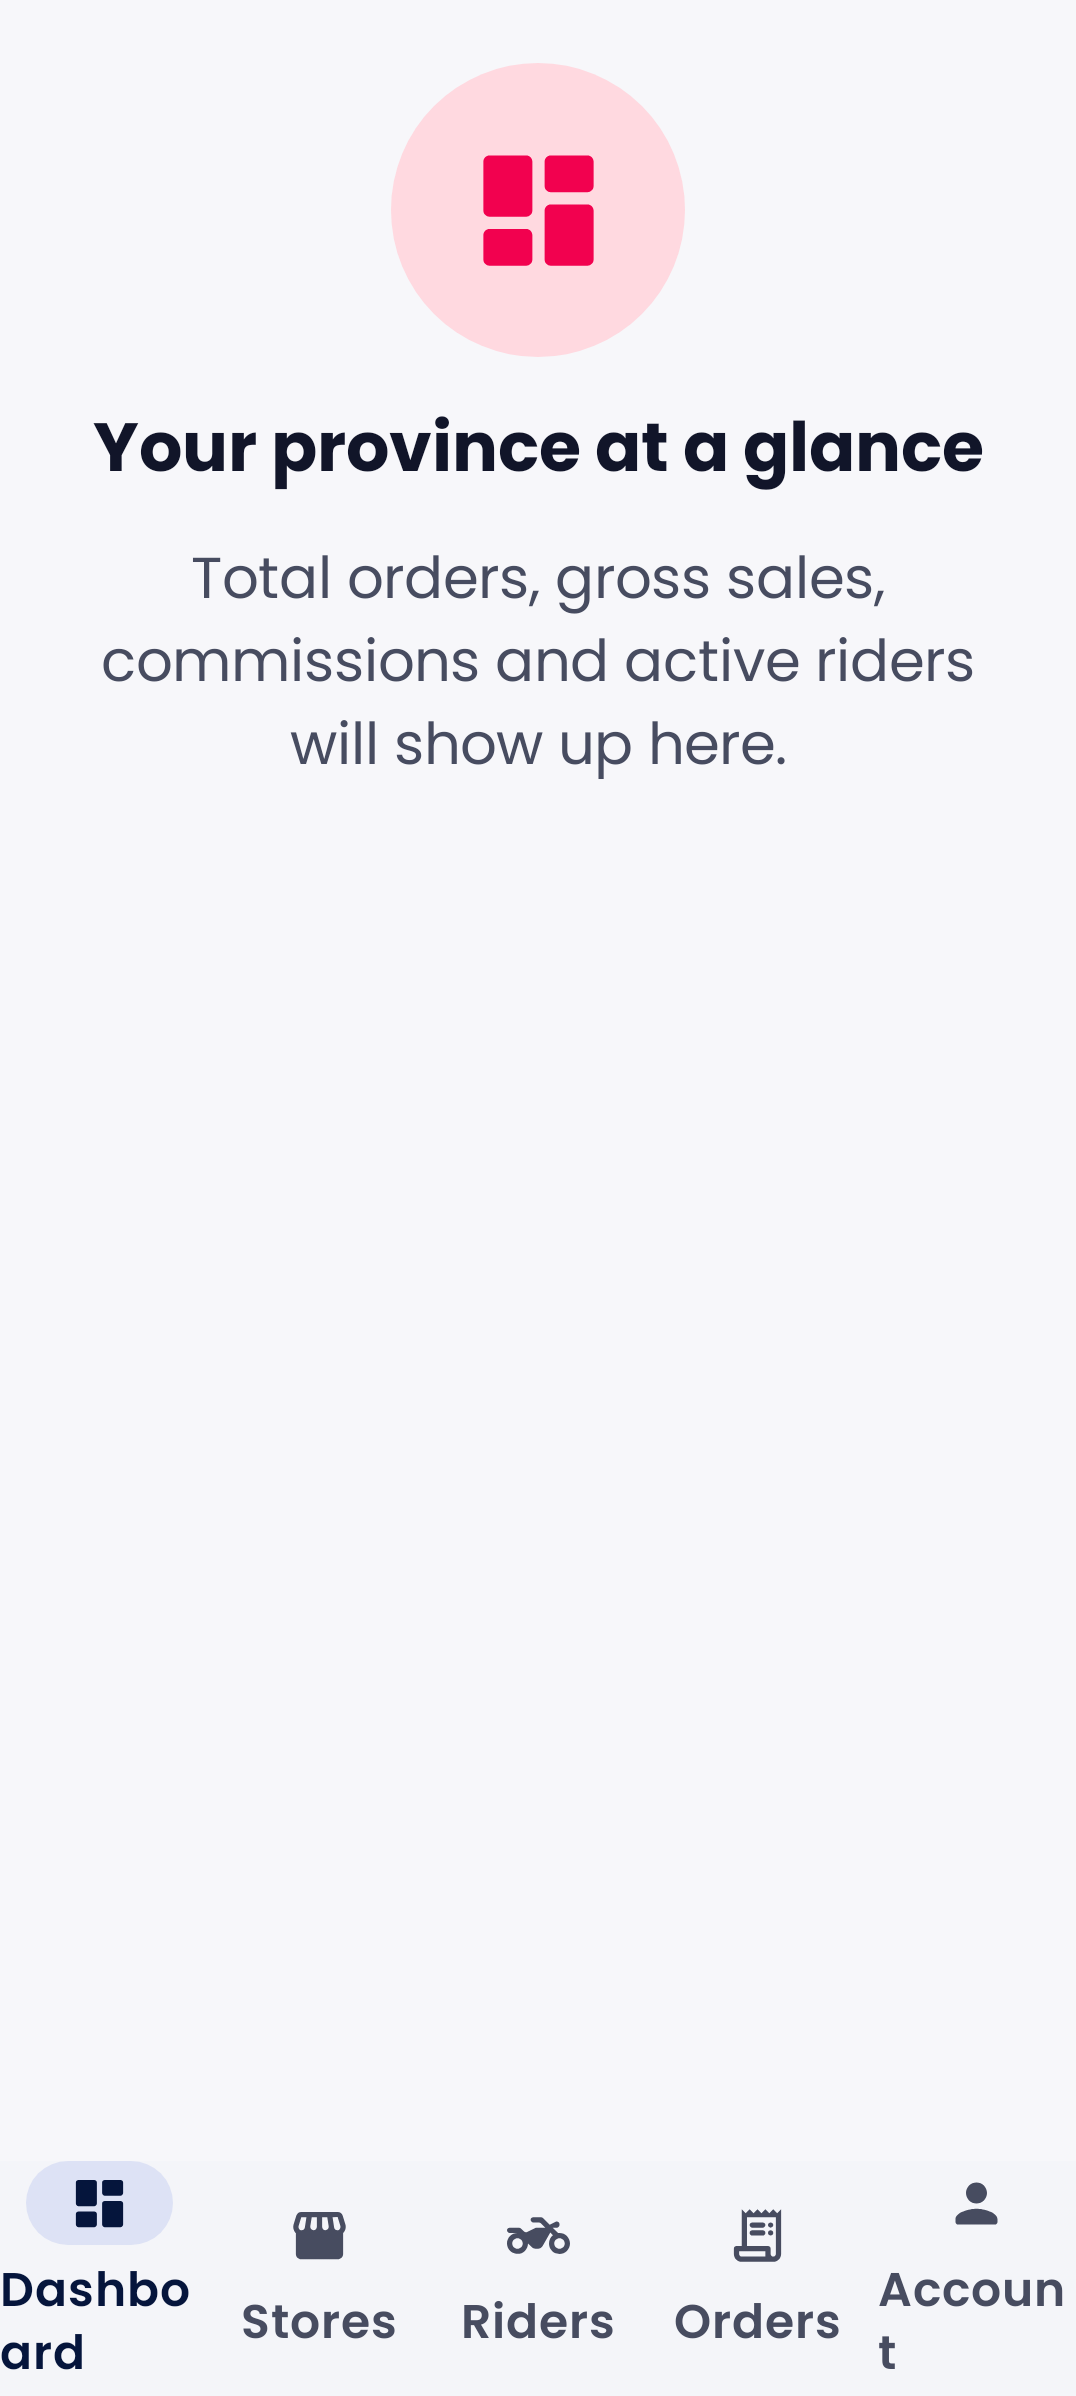 Your province at a glance
Total orders, gross sales,
commissions and active riders
will show up here.
Dashbo
ard
Stores
Riders
Orders
Accoun
t